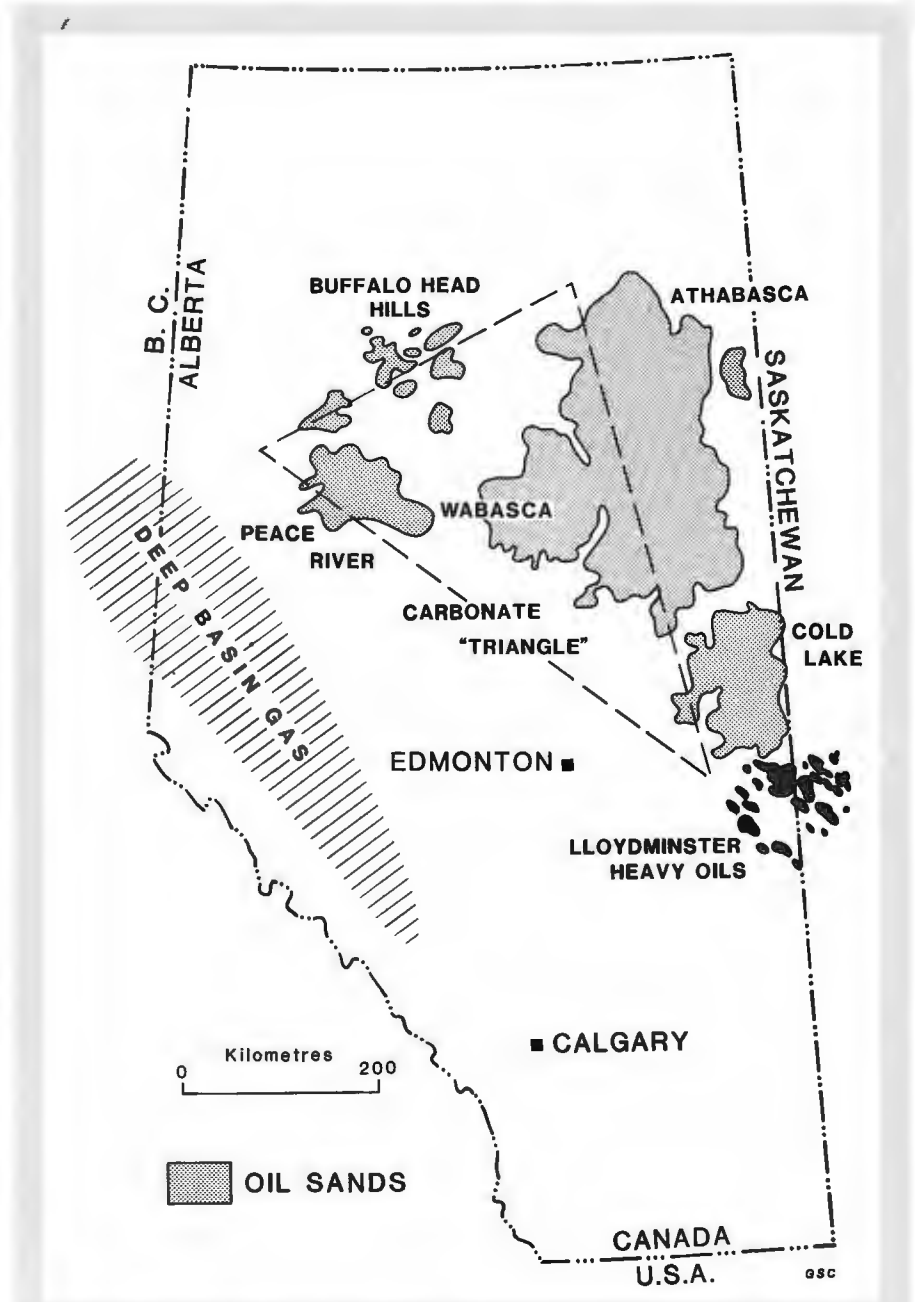 B. C.
ALBERTA
BUFFALO HEAD
HILLS
ATHABASCA
SASKATCHEWAN
WABASCA
PEACE
RIVER
DEEP BASIN GAS
CARBONATE
"TRIANGLE"
COLD
LAKE
EDMONTON
LLOYDMINSTER
HEAVY OILS
CALGARY
Kilometres
0 200
OIL SANDS
CANADA
U.S.A.
GSC